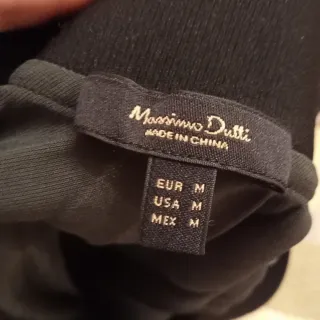 Massimo Dutti
MADE IN CHINA
EUR M
USA M
MEX M